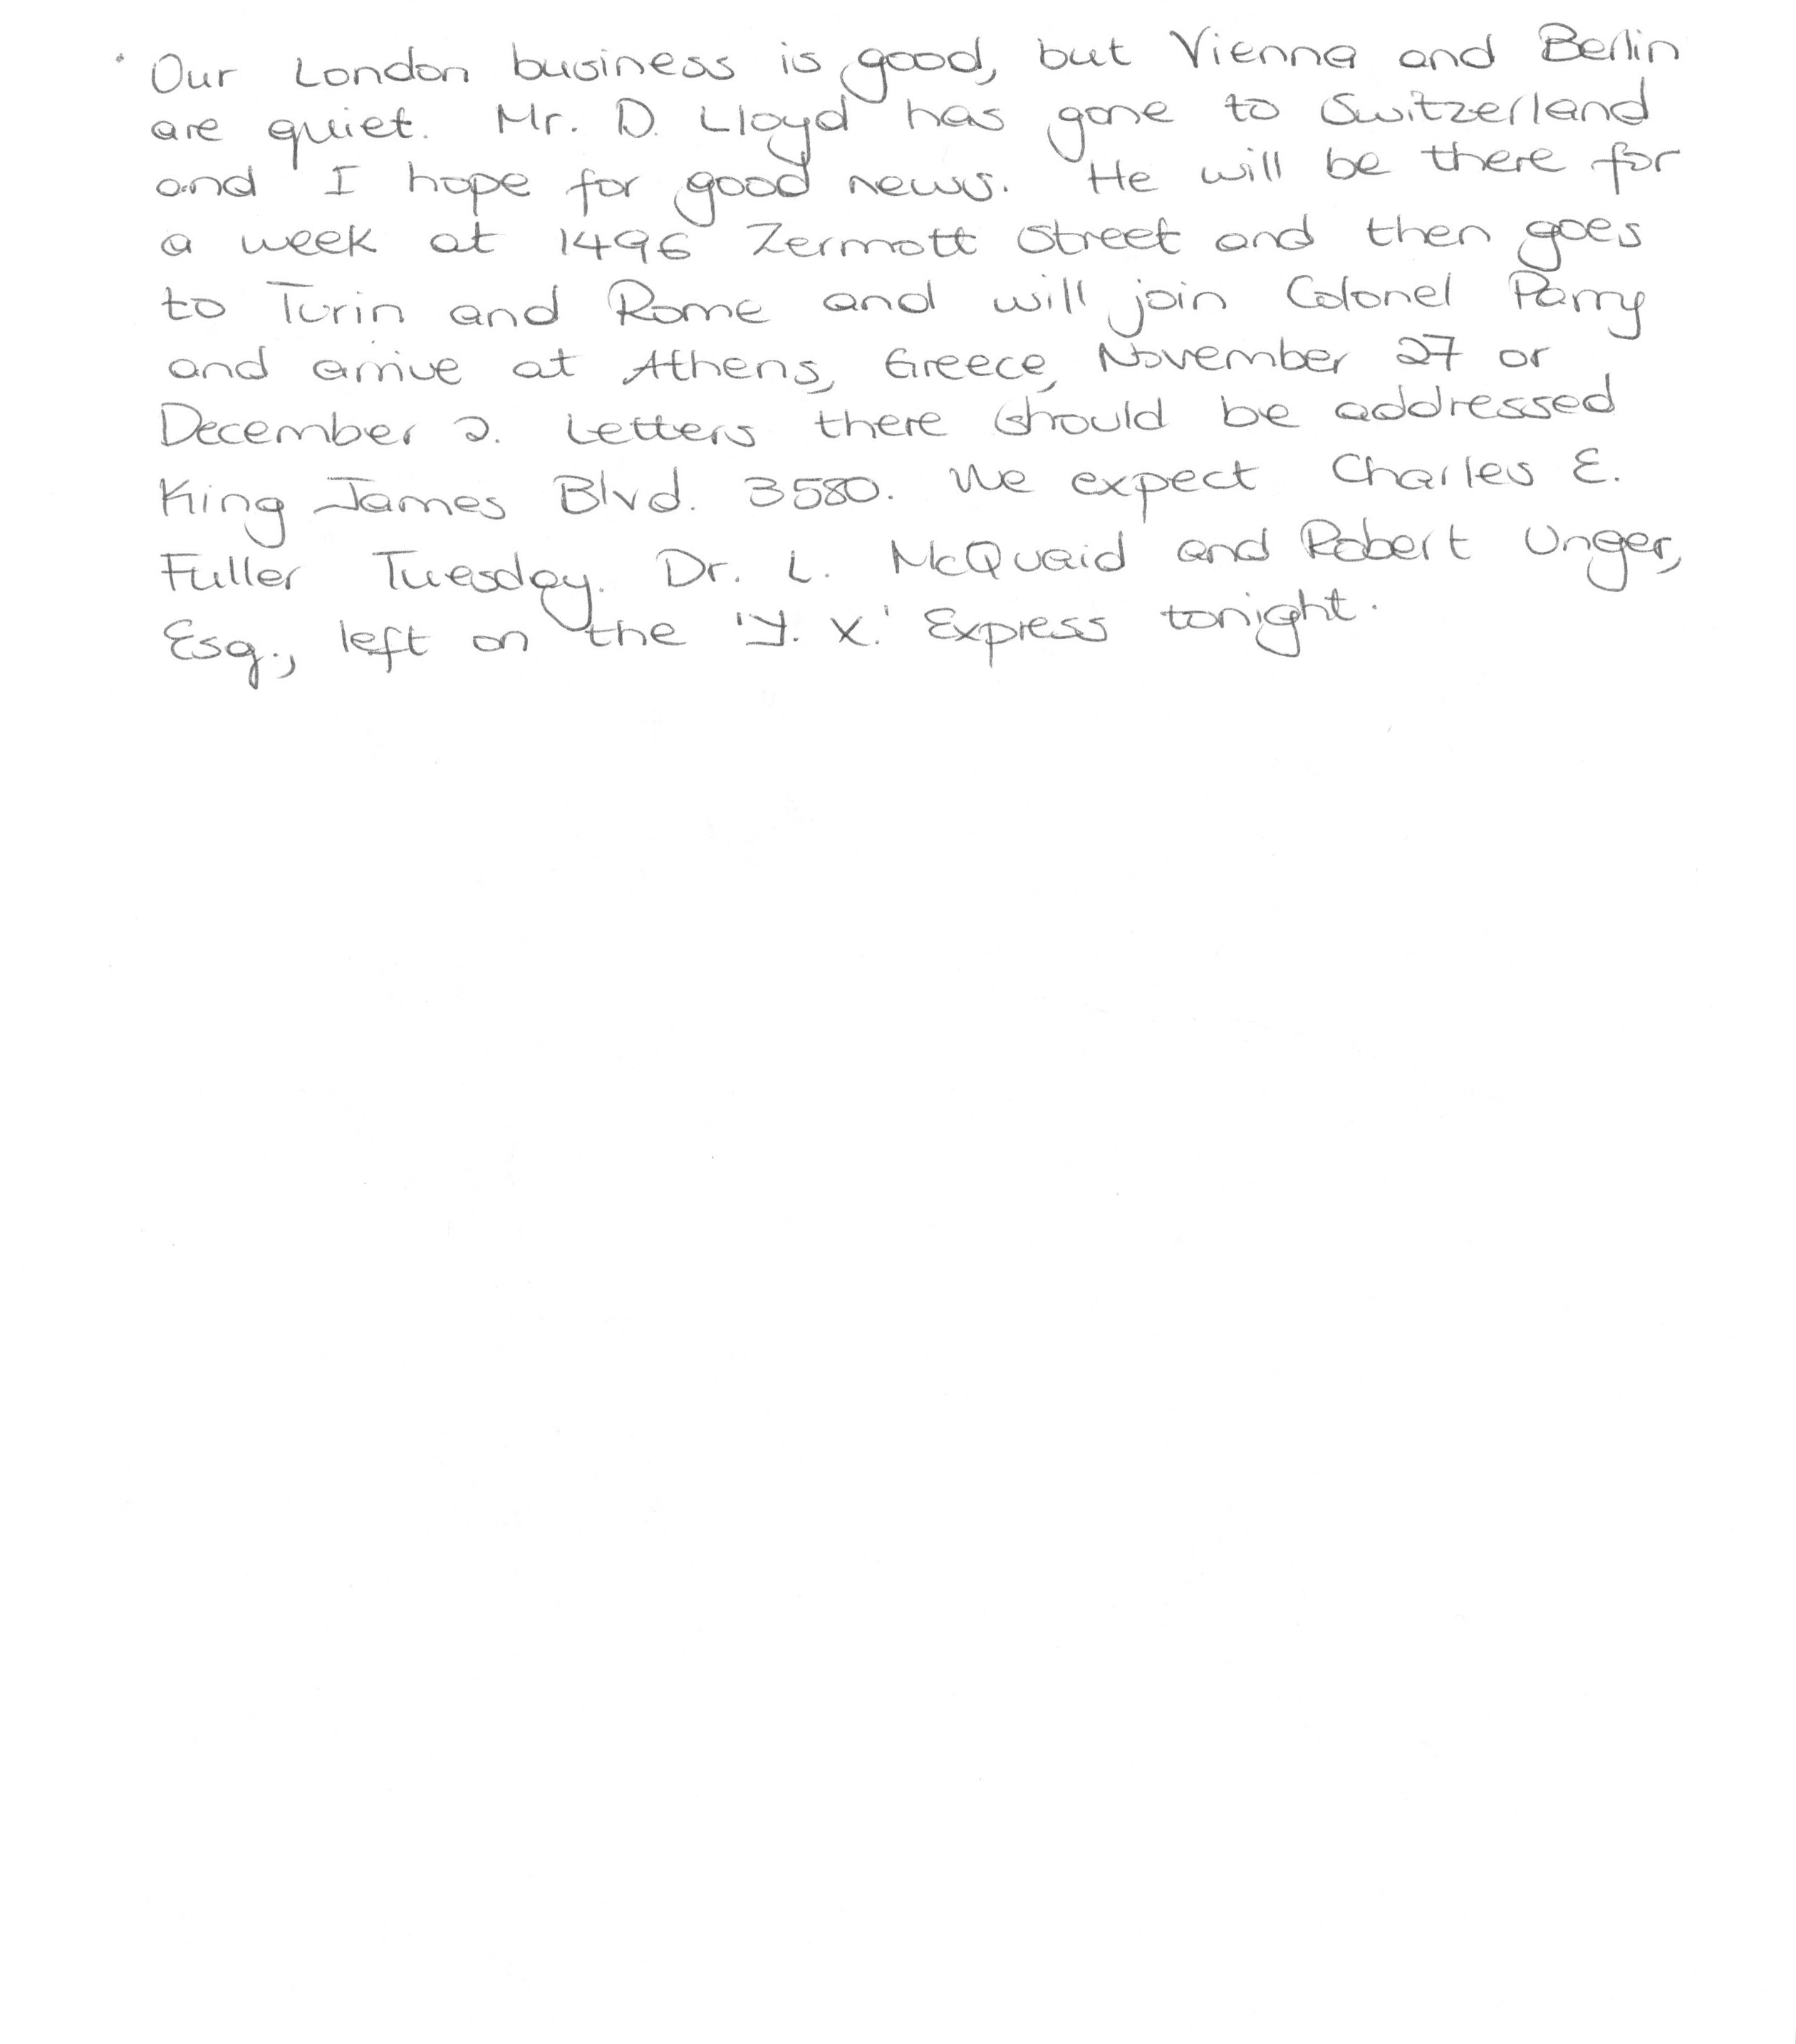 Our London business is good, but Vienna and Berlin
are quiet. Mr. D. Lloyd has gone to Switzerland
and I hope for good news. He will be there for
a week at 1496 Zermott Street and then goes
to Turin and Rome and will join Colonel Parry
and arrive at Athens, Greece, November 27 or
December 2. Letters there should be addressed
King James Blvd. 3580. We expect Charles E.
Fuller Tuesday. Dr. L. McQuaid and Robert Unger,
Esq., left on the 'Y. X.' Express tonight.